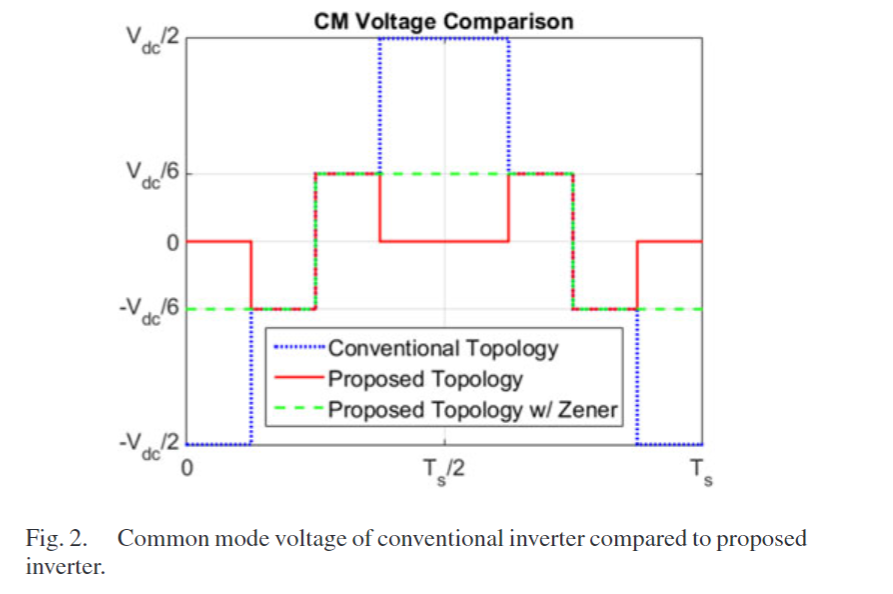 CM Voltage Comparison
Vdc/2
Vdc/6
0
-Vdc/6
-Vdc/2
Conventional Topology
Proposed Topology
Proposed Topology w/ Zener
0 Ts/2 Ts
Fig. 2. Common mode voltage of conventional inverter compared to proposed
inverter.